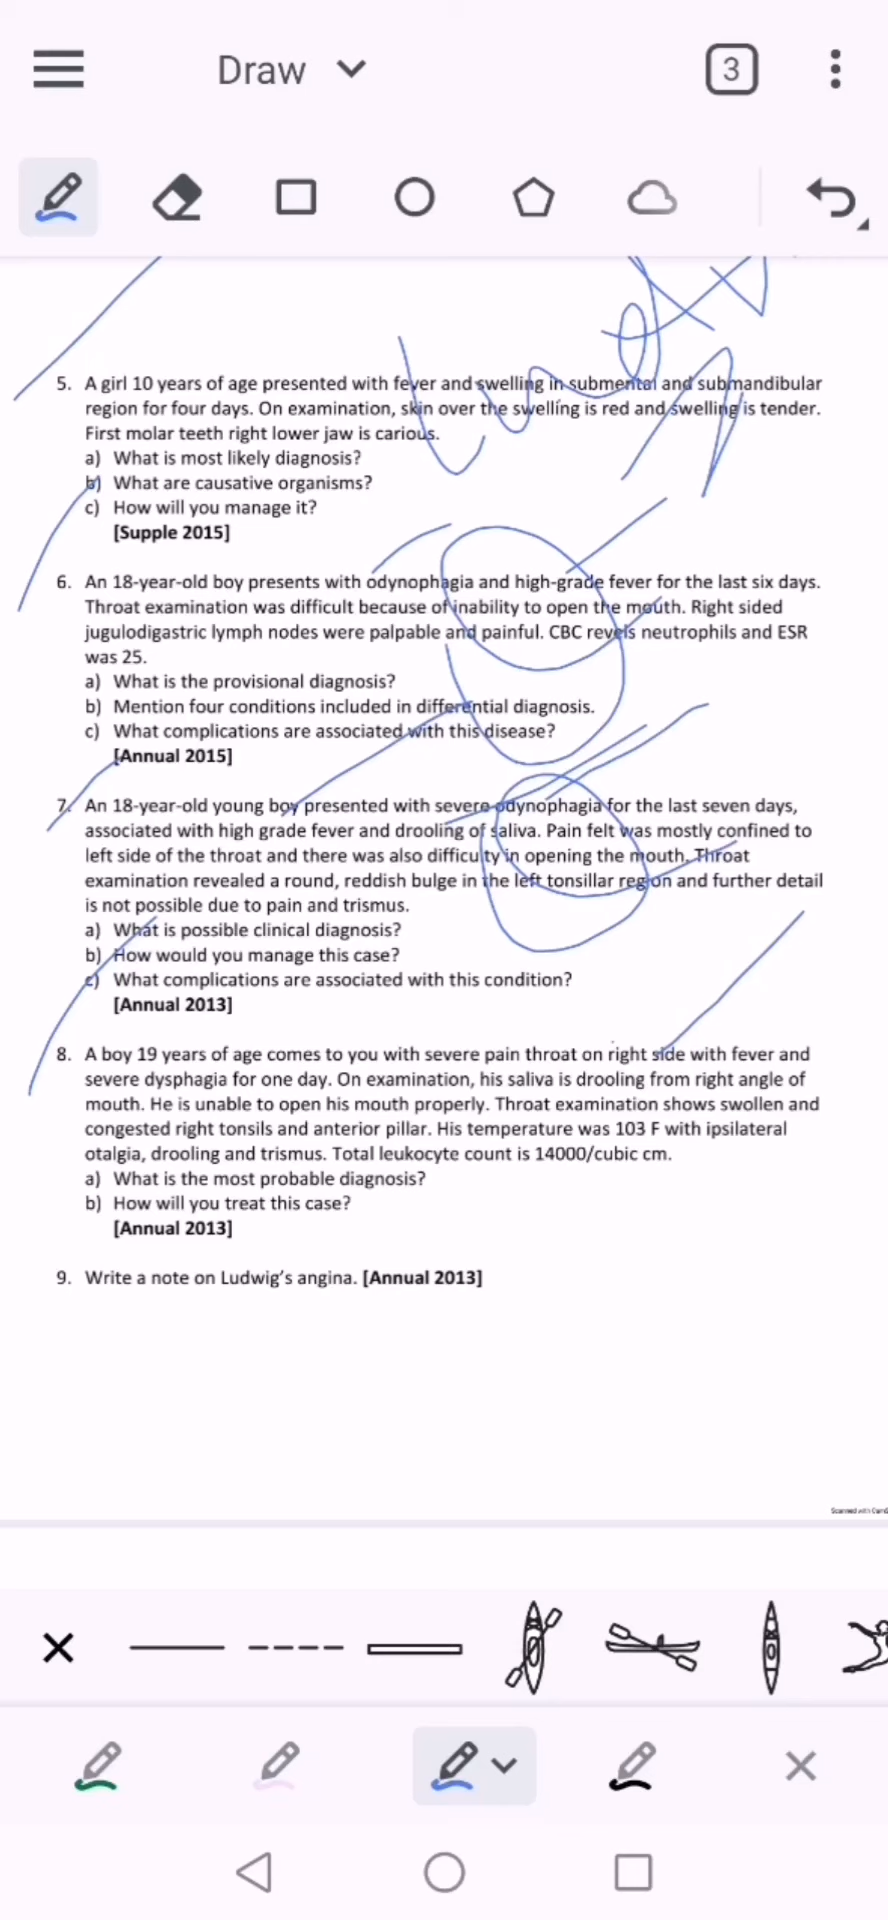 Draw
3
5. A girl 10 years of age presented with fever and swelling in submental and submandibular
region for four days. On examination, skin over the swelling is red and swelling is tender.
First molar teeth right lower jaw is carious.
a) What is most likely diagnosis?
b) What are causative organisms?
c) How will you manage it?
[Supple 2015]
6. An 18-year-old boy presents with odynophagia and high-grade fever for the last six days.
Throat examination was difficult because of inability to open the mouth. Right sided
jugulodigastric lymph nodes were palpable and painful. CBC revels neutrophils and ESR
was 25.
a) What is the provisional diagnosis?
b) Mention four conditions included in differential diagnosis.
c) What complications are associated with this disease?
[Annual 2015]
7. An 18-year-old young boy presented with severe odynophagia for the last seven days,
associated with high grade fever and drooling of saliva. Pain felt was mostly confined to
left side of the throat and there was also difficulty in opening the mouth. Throat
examination revealed a round, reddish bulge in the left tonsillar region and further detail
is not possible due to pain and trismus.
a) What is possible clinical diagnosis?
b) How would you manage this case?
c) What complications are associated with this condition?
[Annual 2013]
8. A boy 19 years of age comes to you with severe pain throat on right side with fever and
severe dysphagia for one day. On examination, his saliva is drooling from right angle of
mouth. He is unable to open his mouth properly. Throat examination shows swollen and
congested right tonsils and anterior pillar. His temperature was 103 F with ipsilateral
otalgia, drooling and trismus. Total leukocyte count is 14000/cubic cm.
a) What is the most probable diagnosis?
b) How will you treat this case?
[Annual 2013]
9. Write a note on Ludwig's angina. [Annual 2013]